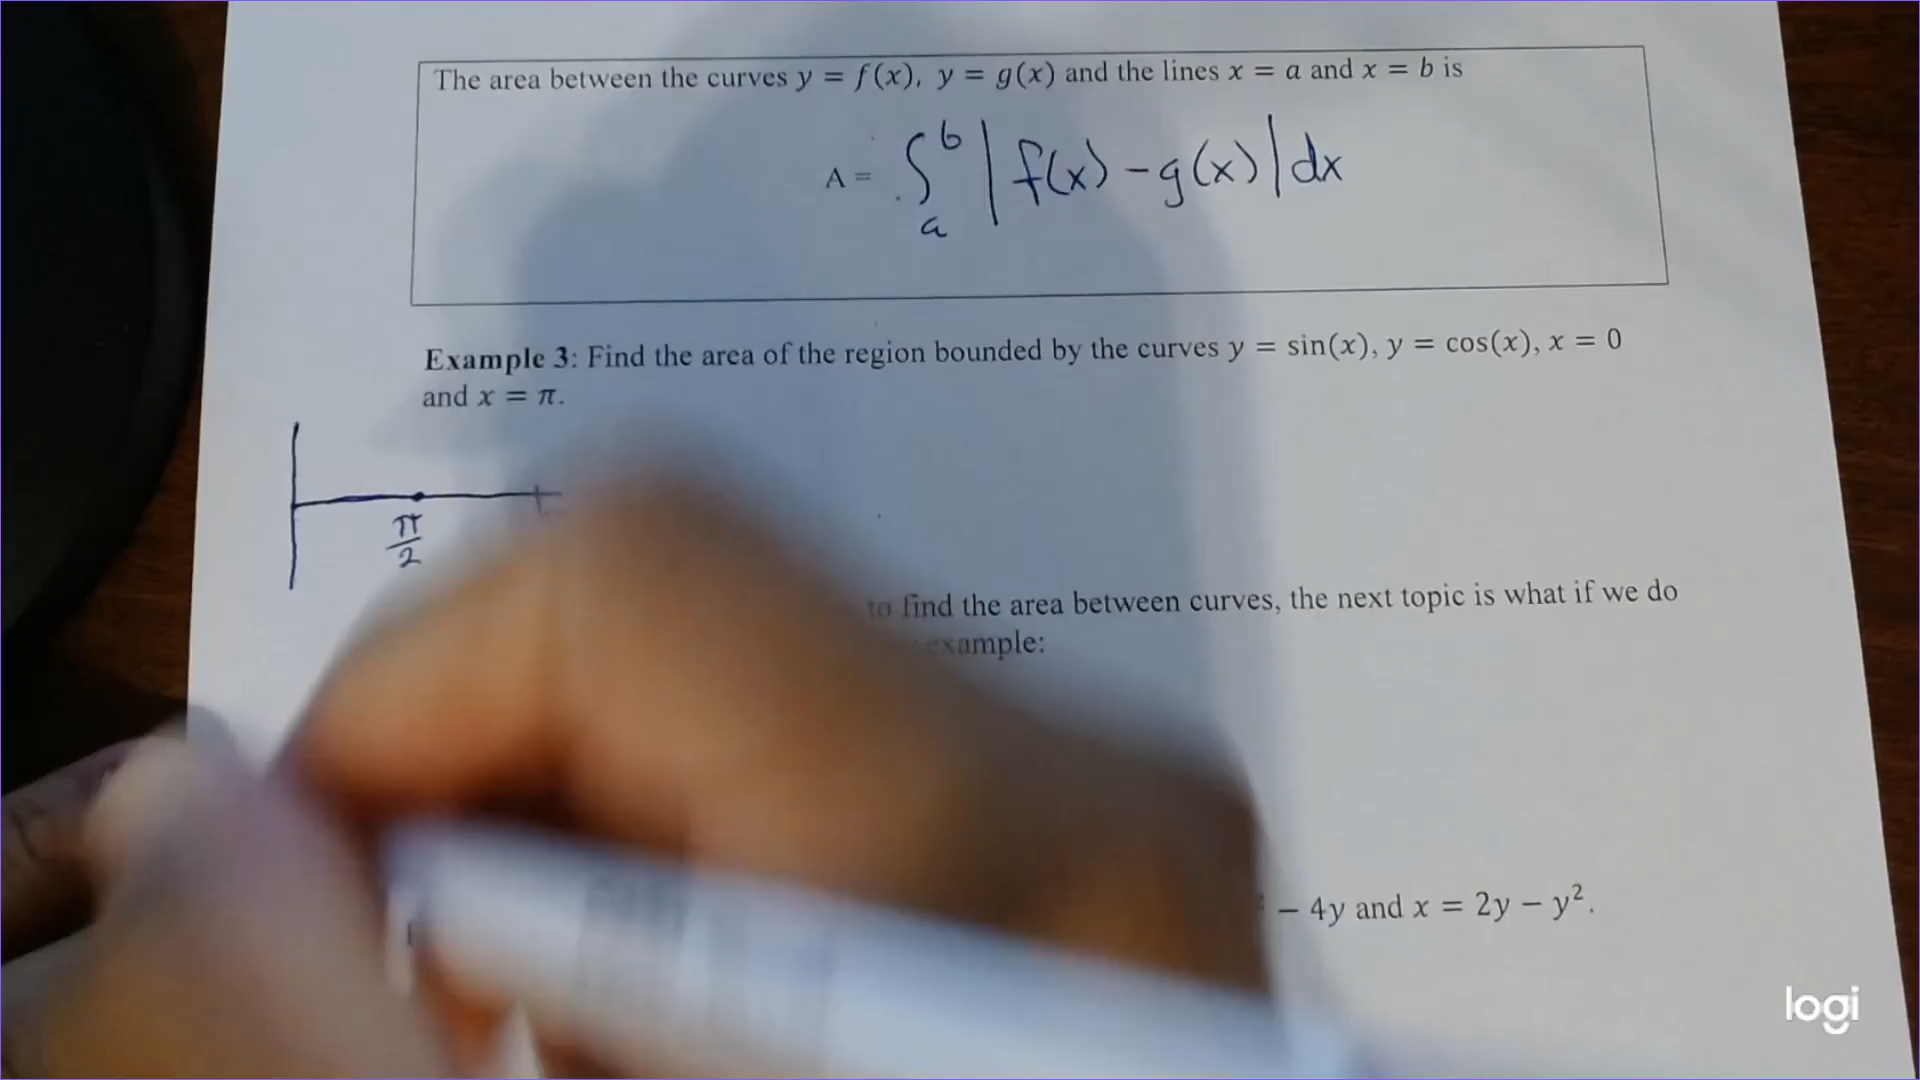 The area between the curves y = f(x), y = g(x) and the lines x = a and x = b is
A = ∫_a^b |f(x) - g(x)| dx
Example 3: Find the area of the region bounded by the curves y = sin(x), y = cos(x), x = 0
and x = π.
π/2
to find the area between curves, the next topic is what if we do
example:
− 4y and x = 2y − y².
logi